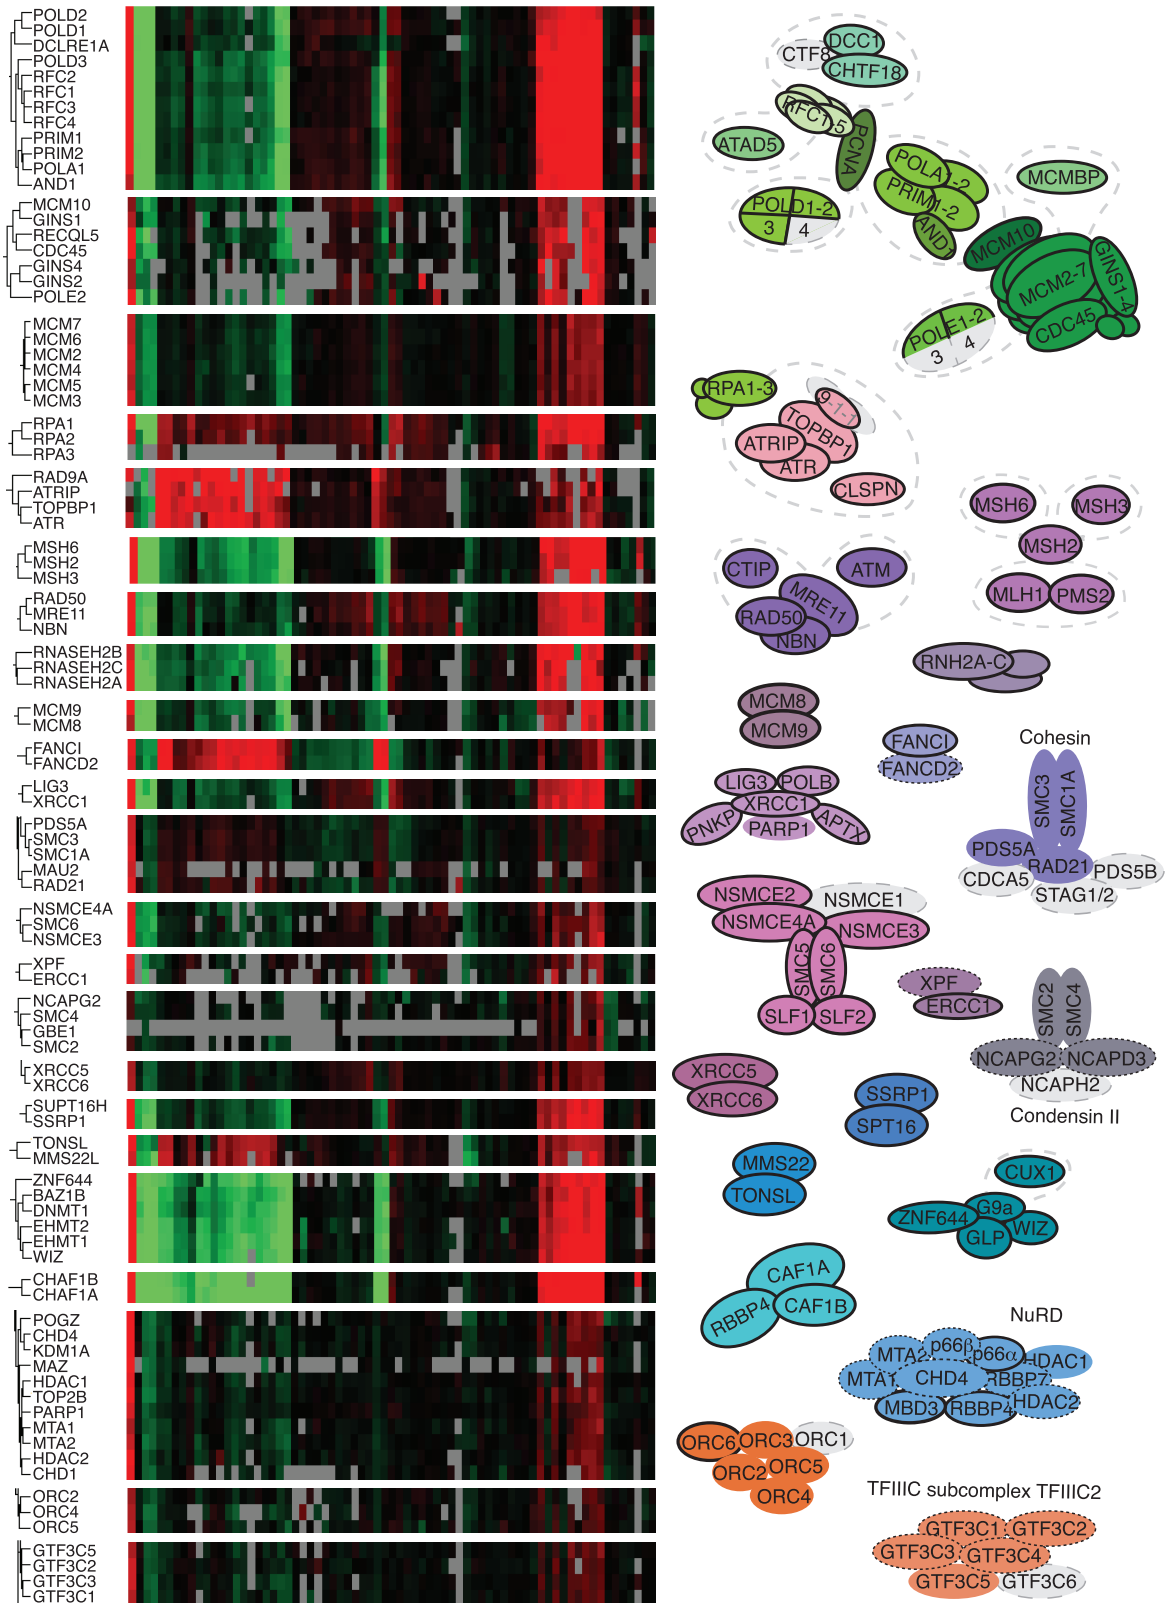 POLD2
POLD1
DCLRE1A
POLD3
RFC2
RFC1
RFC3
RFC4
PRIM1
PRIM2
POLA1
AND1
MCM10
GINS1
RECQL5
CDC45
GINS4
GINS2
POLE2
MCM7
MCM6
MCM2
MCM4
MCM5
MCM3
RPA1
RPA2
RPA3
RAD9A
ATRIP
TOPBP1
ATR
MSH6
MSH2
MSH3
RAD50
MRE11
NBN
RNASEH2B
RNASEH2C
RNASEH2A
MCM9
MCM8
FANCI
FANCD2
LIG3
XRCC1
PDS5A
SMC3
SMC1A
MAU2
RAD21
NSMCE4A
SMC6
NSMCE3
XPF
ERCC1
NCAPG2
SMC4
GBE1
SMC2
XRCC5
XRCC6
SUPT16H
SSRP1
TONSL
MMS22L
ZNF644
BAZ1B
DNMT1
EHMT2
EHMT1
WIZ
CHAF1B
CHAF1A
POGZ
CHD4
KDM1A
MAZ
HDAC1
TOP2B
PARP1
MTA1
MTA2
HDAC2
CHD1
ORC2
ORC4
ORC5
GTF3C5
GTF3C2
GTF3C3
GTF3C1
DCC1
CTF8
CHTF18
RFC1-5
PCNA
ATAD5
POLA1-2
PRIM1-2
AND1
MCMBP
POLD1-2
3 4
MCM10
MCM2-7
GINS1-4
CDC45
POLE1-2
3 4
RPA1-3
9-1-1
TOPBP1
ATRIP
ATR
CLSPN
MSH6
MSH3
MSH2
MLH1 PMS2
CTIP
ATM
MRE11
RAD50
NBN
RNH2A-C
MCM8
MCM9
FANCI
FANCD2
Cohesin
SMC3
SMC1A
PDS5A
RAD21
CDCA5
PDS5B
STAG1/2
LIG3 POLB
XRCC1
PNKP
APTX
PARP1
NSMCE2
NSMCE1
NSMCE4A
NSMCE3
SMC5
SMC6
SLF1 SLF2
XPF
ERCC1
SMC2
SMC4
NCAPG2 NCAPD3
NCAPH2
Condensin II
XRCC5
XRCC6
SSRP1
SPT16
MMS22
TONSL
CUX1
G9a
ZNF644
WIZ
GLP
CAF1A
RBBP4
CAF1B
NuRD
p66β
MTA2
p66α
HDAC1
MTA1
CHD4
RBBP7
HDAC2
MBD3
RBBP4
ORC6 ORC3 ORC1
ORC2 ORC5
ORC4
TFIIIC subcomplex TFIIIC2
GTF3C1 GTF3C2
GTF3C3 GTF3C4
GTF3C5 GTF3C6